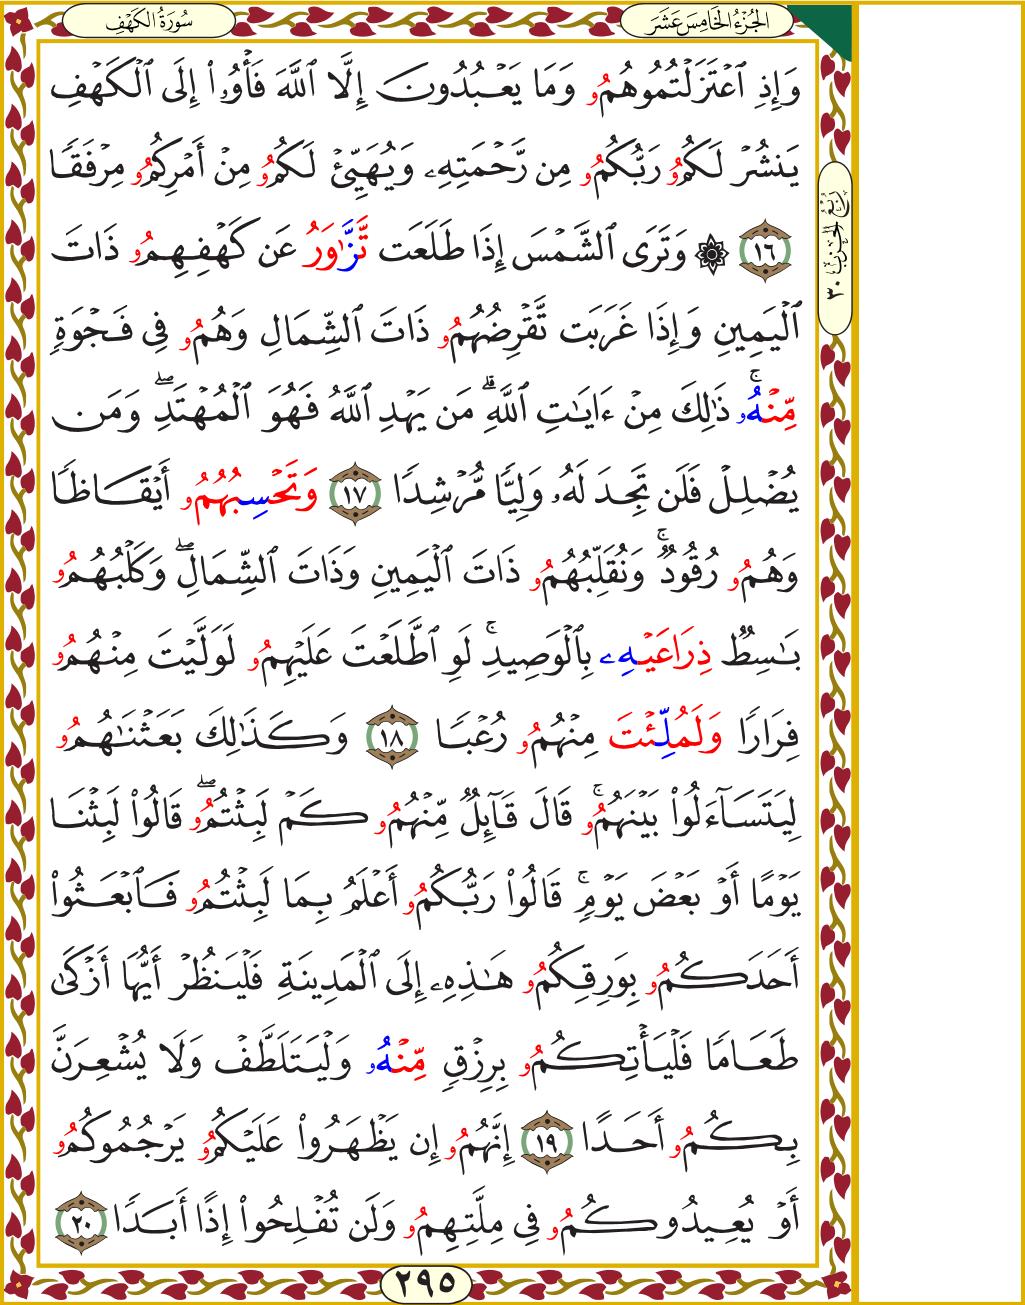 سُورَةُ الكَهْفِ
الجُزْءُ الخَامِسَ عَشَرَ
وَإِذِ ٱعْتَزَلْتُمُوهُمُۥ وَمَا يَعْبُدُونَ إِلَّا ٱللَّهَ فَأْوُۥٓا۟ إِلَى ٱلْكَهْفِ
يَنشُرْ لَكُمُۥ رَبُّكُمُۥ مِن رَّحْمَتِهِۦ وَيُهَيِّئْ لَكُمُۥ مِنْ أَمْرِكُمُۥ مِرْفَقًا
١٦ ۞ وَتَرَى ٱلشَّمْسَ إِذَا طَلَعَت تَّزَّٰوَرُ عَن كَهْفِهِمُۥ ذَاتَ
ٱلْيَمِينِ وَإِذَا غَرَبَت تَّقْرِضُهُمُۥ ذَاتَ ٱلشِّمَالِ وَهُمُۥ فِى فَجْوَةٍ
مِّنْهُۥ ۚ ذَٰلِكَ مِنْ ءَايَٰتِ ٱللَّهِ ۗ مَن يَهْدِ ٱللَّهُ فَهُوَ ٱلْمُهْتَدِ ۖ وَمَن
يُضْلِلْ فَلَن تَجِدَ لَهُۥ وَلِيًّا مُّرْشِدًا ١٧ وَتَحْسِبُهُمُۥ أَيْقَاظًا
وَهُمُۥ رُقُودٌ ۚ وَنُقَلِّبُهُمُۥ ذَاتَ ٱلْيَمِينِ وَذَاتَ ٱلشِّمَالِ ۖ وَكَلْبُهُمُۥ
بَٰسِطٌ ذِرَاعَيْهِۦ بِٱلْوَصِيدِ ۚ لَوِ ٱطَّلَعْتَ عَلَيْهِمُۥ لَوَلَّيْتَ مِنْهُمُۥ
فِرَارًا وَلَمُلِّئْتَ مِنْهُمُۥ رُعْبًا ١٨ وَكَذَٰلِكَ بَعَثْنَٰهُمُۥ
لِيَتَسَآءَلُوا۟ بَيْنَهُمُۥ ۚ قَالَ قَآئِلٌ مِّنْهُمُۥ كَمْ لَبِثْتُمُۥ ۖ قَالُوا۟ لَبِثْنَا
يَوْمًا أَوْ بَعْضَ يَوْمٍ ۚ قَالُوا۟ رَبُّكُمُۥ أَعْلَمُ بِمَا لَبِثْتُمُۥ فَٱبْعَثُوا۟
أَحَدَكُمُۥ بِوَرِقِكُمُۥ هَٰذِهِۦ إِلَى ٱلْمَدِينَةِ فَلْيَنظُرْ أَيُّهَا أَزْكَىٰ
طَعَامًا فَلْيَأْتِكُمُۥ بِرِزْقٍ مِّنْهُۥ وَلْيَتَلَطَّفْ وَلَا يُشْعِرَنَّ
بِكُمُۥ أَحَدًا ١٩ إِنَّهُمُۥ إِن يَظْهَرُوا۟ عَلَيْكُمُۥ يَرْجُمُوكُمُۥ
أَوْ يُعِيدُوكُمُۥ فِى مِلَّتِهِمُۥ وَلَن تُفْلِحُوا۟ إِذًا أَبَدًا ٢٠
رُبْعُ الحِزْبِ ٣٠
٢٩٥